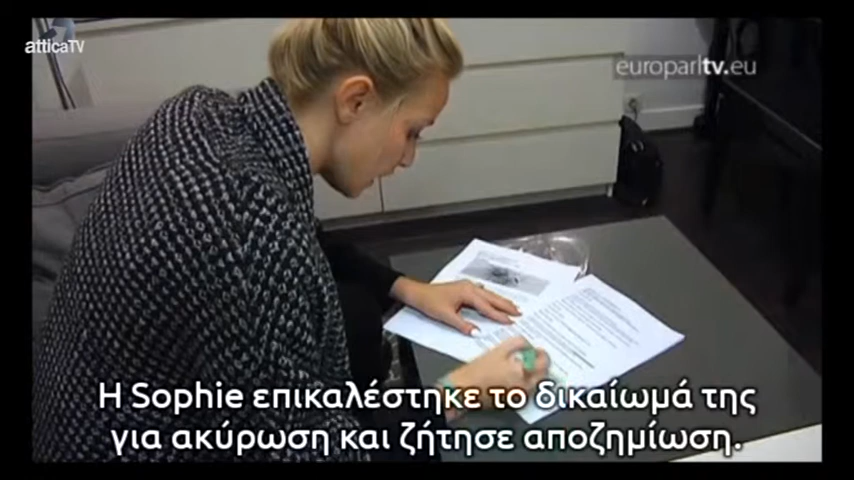 atticaTV
europarltv.eu
Η Sophie επικαλέστηκε το δικαίωμά της
για ακύρωση και ζήτησε αποζημίωση.